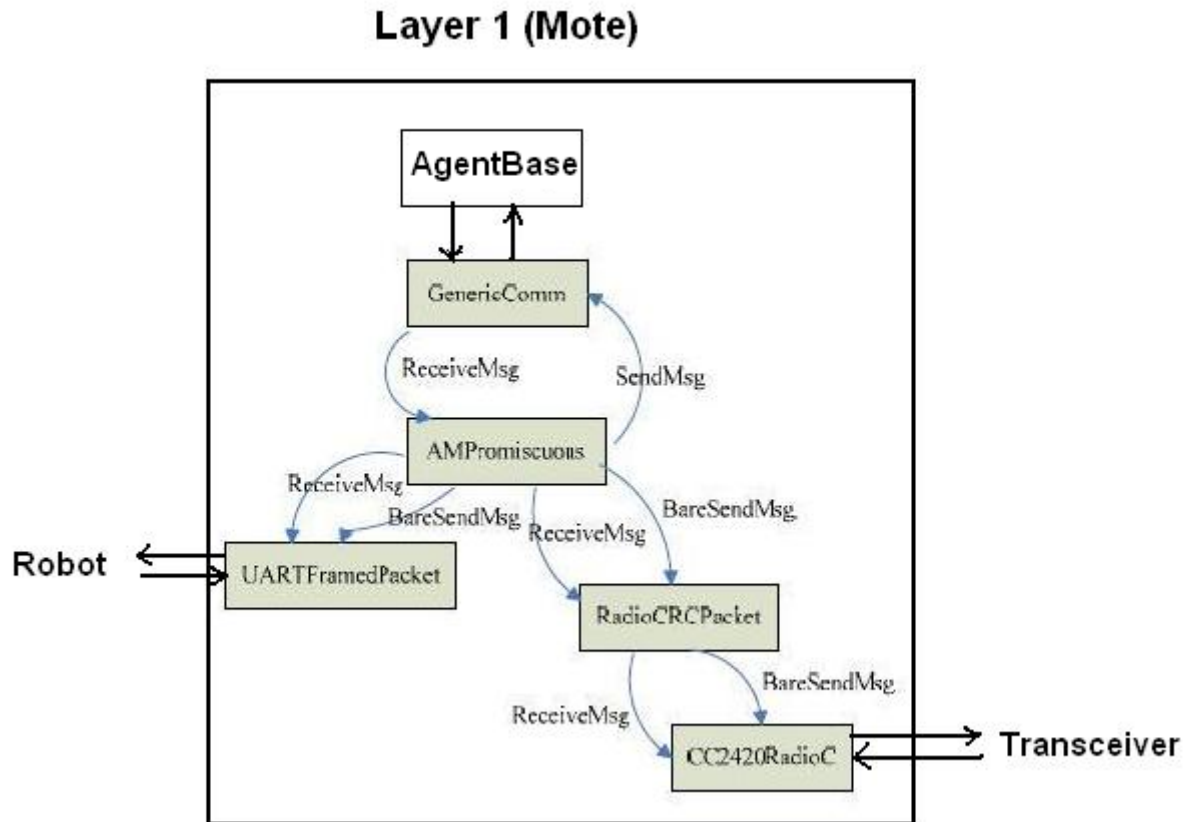 Layer 1 (Mote)
AgentBase
GenericComm
ReceiveMsg
SendMsg
AMPromiscuous
ReceiveMsg
BareSendMsg
ReceiveMsg
BareSendMsg
Robot
UARTFramedPacket
RadioCRCPacket
ReceiveMsg
BareSendMsg
CC2420RadioC
Transceiver